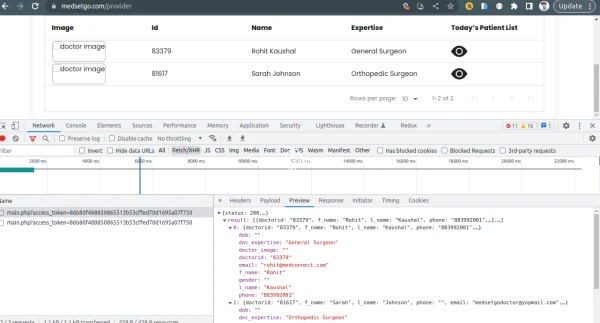 medsetgo.com/provider
Update
Image Id Name Expertise Today's Patient List
doctor image 83379 Rohit Kaushal General Surgeon
doctor image 81617 Sarah Johnson Orthopedic Surgeon
Rows per page: 10 1-2 of 2
Network Console Elements Sources Performance Memory Application Security Lighthouse Recorder Redux » 11 16 1
Preserve log Disable cache No throttling
Filter Invert Hide data URLs All Fetch/XHR JS CSS Img Media Font Doc WS Wasm Manifest Other Has blocked cookies Blocked Requests 3rd-party requests
2000 ms 4000 ms 6000 ms 8000 ms 12000 ms 14000 ms 16000 ms 18000 ms 20000 ms 22000 ms
Name × Headers Payload Preview Response Initiator Timing Cookies
main.php?access_token=86b80f488850865513b53cffed70d1695a07f750
main.php?access_token=86b80f488850865513b53cffed70d1695a07f750
{status: 200,…}
result: [{doctorid: "83379", f_name: "Rohit", l_name: "Kaushal", phone: "883992001",…},…]
0: {doctorid: "83379", f_name: "Rohit", l_name: "Kaushal", phone: "883992001",…}
dob: ""
doc_expertise: "General Surgeon"
doctor_image: ""
doctorid: "83379"
email: "rohit@medconnect.com"
f_name: "Rohit"
gender: ""
l_name: "Kaushal"
phone: "883992001"
1: {doctorid: "81617", f_name: "Sarah", l_name: "Johnson", phone: "", email: "medsetgodoctor@yopmail.com",…}
dob: ""
doc_expertise: "Orthopedic Surgeon"
2 / 2 requests 1.1 kB / 1.1 kB transferred 428 B / 428 B resources